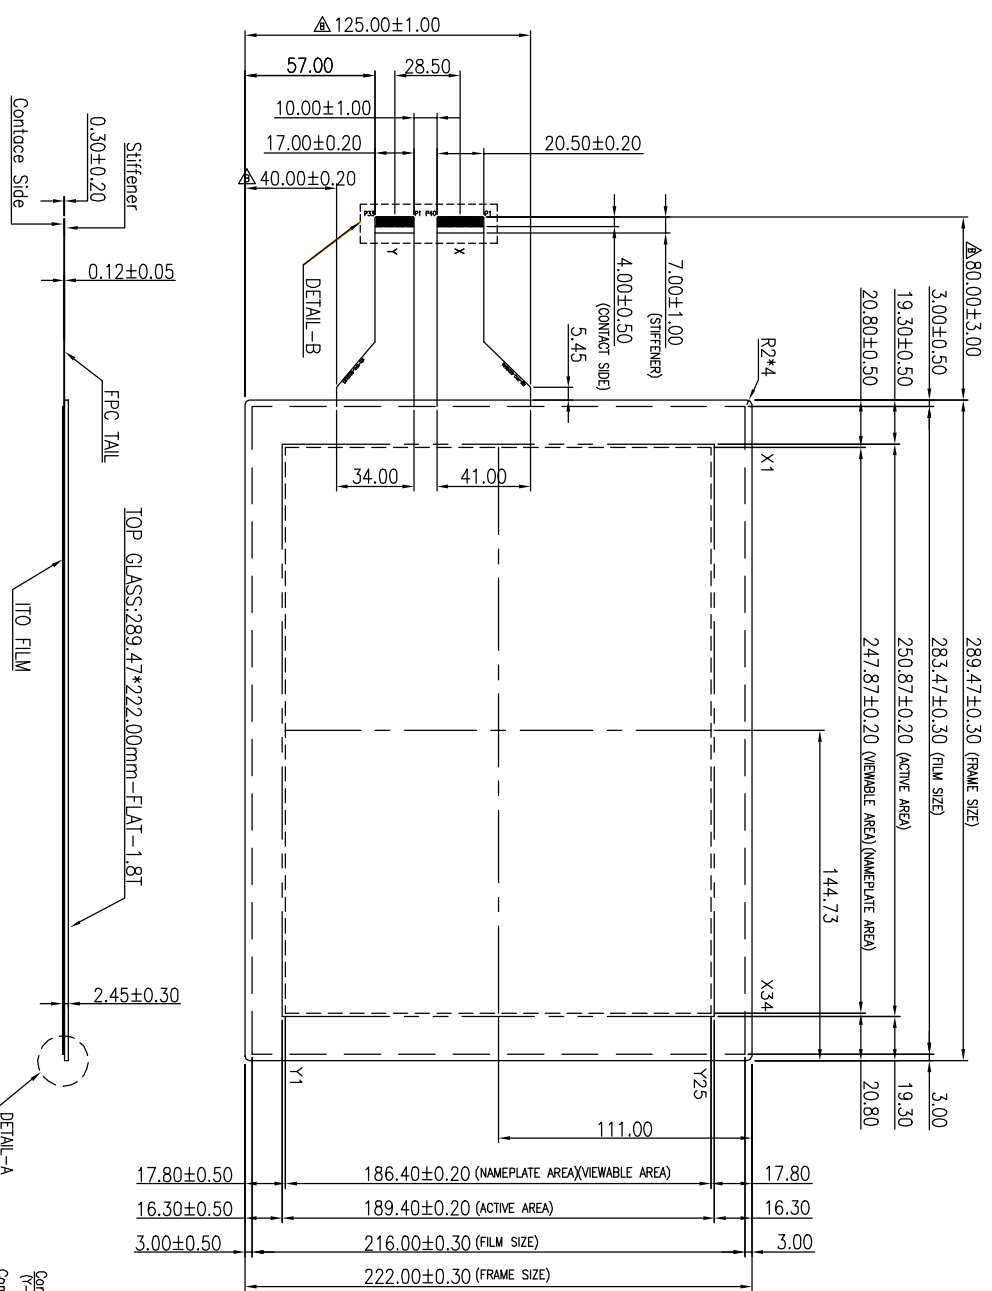 ⚠B 125.00±1.00
57.00
28.50
10.00±1.00
17.00±0.20
20.50±0.20
⚠B 40.00±0.20
P33
P1
P40
P1
Y
X
DETAIL-B
4.00±0.50
(CONTACT SIDE)
7.00±1.00
(STIFFENER)
5.45
R2*4
⚠B 80.00±3.00
3.00±0.50
19.30±0.50
20.80±0.50
34.00
41.00
X1
289.47±0.30 (FRAME SIZE)
283.47±0.30 (FILM SIZE)
250.87±0.20 (ACTIVE AREA)
247.87±0.20 (VIEWABLE AREA)(NAMEPLATE AREA)
144.73
X34
3.00
19.30
20.80
Y1
Y25
111.00
17.80±0.50
186.40±0.20 (NAMEPLATE AREA)(VIEWABLE AREA)
17.80
16.30±0.50
189.40±0.20 (ACTIVE AREA)
16.30
3.00±0.50
216.00±0.30 (FILM SIZE)
3.00
222.00±0.30 (FRAME SIZE)
Contace Side
0.30±0.20
Stiffener
0.12±0.05
FPC TAIL
ITO FILM
TOP GLASS:289.47*222.00mm-FLAT-1.8T
2.45±0.30
DETAIL-A